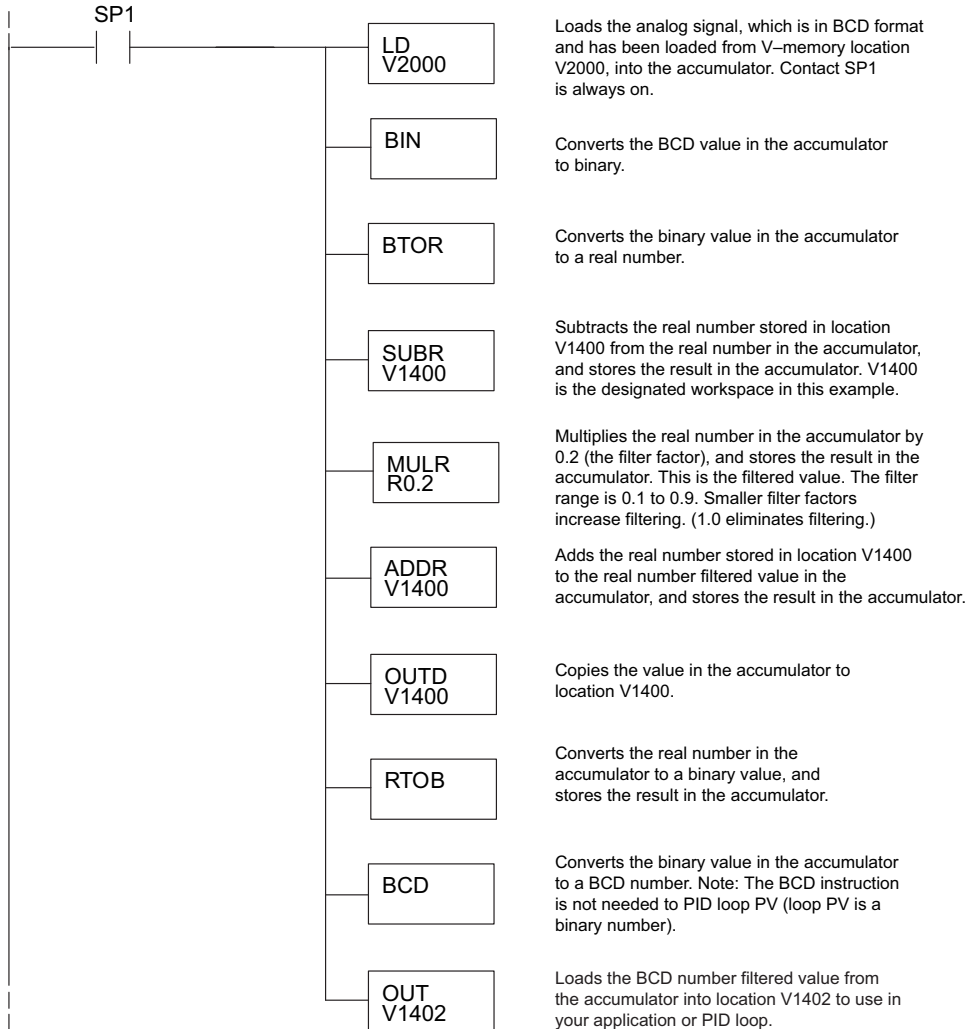 SP1
LD
V2000
Loads the analog signal, which is in BCD format
and has been loaded from V–memory location
V2000, into the accumulator. Contact SP1
is always on.
BIN
Converts the BCD value in the accumulator
to binary.
BTOR
Converts the binary value in the accumulator
to a real number.
SUBR
V1400
Subtracts the real number stored in location
V1400 from the real number in the accumulator,
and stores the result in the accumulator. V1400
is the designated workspace in this example.
MULR
R0.2
Multiplies the real number in the accumulator by
0.2 (the filter factor), and stores the result in the
accumulator. This is the filtered value. The filter
range is 0.1 to 0.9. Smaller filter factors
increase filtering. (1.0 eliminates filtering.)
ADDR
V1400
Adds the real number stored in location V1400
to the real number filtered value in the
accumulator, and stores the result in the accumulator.
OUTD
V1400
Copies the value in the accumulator to
location V1400.
RTOB
Converts the real number in the
accumulator to a binary value, and
stores the result in the accumulator.
BCD
Converts the binary value in the accumulator
to a BCD number. Note: The BCD instruction
is not needed to PID loop PV (loop PV is a
binary number).
OUT
V1402
Loads the BCD number filtered value from
the accumulator into location V1402 to use in
your application or PID loop.